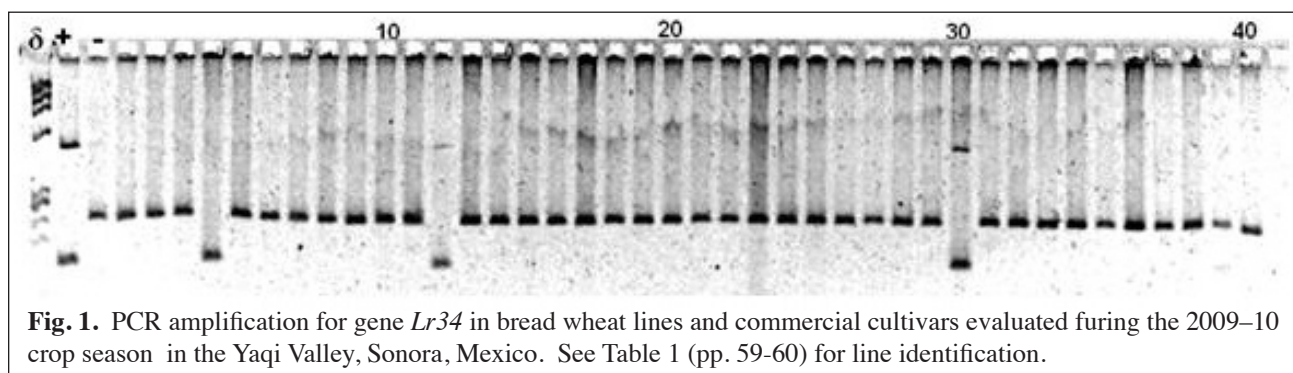 10 20 30 40
δ + -
Fig. 1. PCR amplification for gene Lr34 in bread wheat lines and commercial cultivars evaluated furing the 2009–10
crop season in the Yaqi Valley, Sonora, Mexico. See Table 1 (pp. 59-60) for line identification.